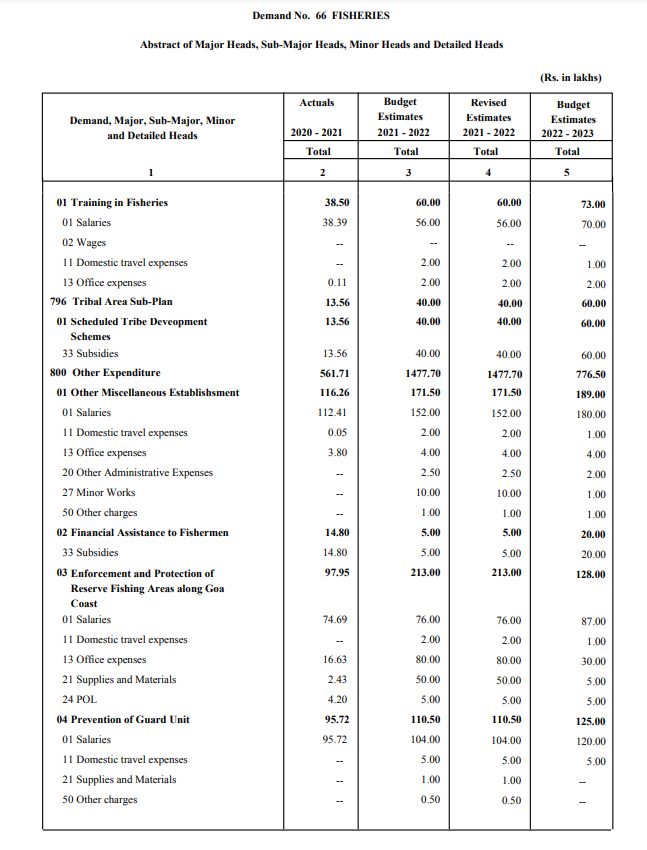 Demand No. 66 FISHERIES
Abstract of Major Heads, Sub-Major Heads, Minor Heads and Detailed Heads
(Rs. in lakhs)
Demand, Major, Sub-Major, Minor and Detailed Heads
Actuals 2020 - 2021
Budget Estimates 2021 - 2022
Revised Estimates 2021 - 2022
Budget Estimates 2022 - 2023
Total Total Total Total
1 2 3 4 5
01 Training in Fisheries 38.50 60.00 60.00 73.00
01 Salaries 38.39 56.00 56.00 70.00
02 Wages -- -- -- --
11 Domestic travel expenses -- 2.00 2.00 1.00
13 Office expenses 0.11 2.00 2.00 2.00
796 Tribal Area Sub-Plan 13.56 40.00 40.00 60.00
01 Scheduled Tribe Deveopment 13.56 40.00 40.00 60.00
Schemes
33 Subsidies 13.56 40.00 40.00 60.00
800 Other Expenditure 561.71 1477.70 1477.70 776.50
01 Other Miscellaneous Establishsment 116.26 171.50 171.50 189.00
01 Salaries 112.41 152.00 152.00 180.00
11 Domestic travel expenses 0.05 2.00 2.00 1.00
13 Office expenses 3.80 4.00 4.00 4.00
20 Other Administrative Expenses -- 2.50 2.50 2.00
27 Minor Works -- 10.00 10.00 1.00
50 Other charges -- 1.00 1.00 1.00
02 Financial Assistance to Fishermen 14.80 5.00 5.00 20.00
33 Subsidies 14.80 5.00 5.00 20.00
03 Enforcement and Protection of 97.95 213.00 213.00 128.00
Reserve Fishing Areas along Goa
Coast
01 Salaries 74.69 76.00 76.00 87.00
11 Domestic travel expenses -- 2.00 2.00 1.00
13 Office expenses 16.63 80.00 80.00 30.00
21 Supplies and Materials 2.43 50.00 50.00 5.00
24 POL 4.20 5.00 5.00 5.00
04 Prevention of Guard Unit 95.72 110.50 110.50 125.00
01 Salaries 95.72 104.00 104.00 120.00
11 Domestic travel expenses -- 5.00 5.00 5.00
21 Supplies and Materials -- 1.00 1.00 --
50 Other charges -- 0.50 0.50 --